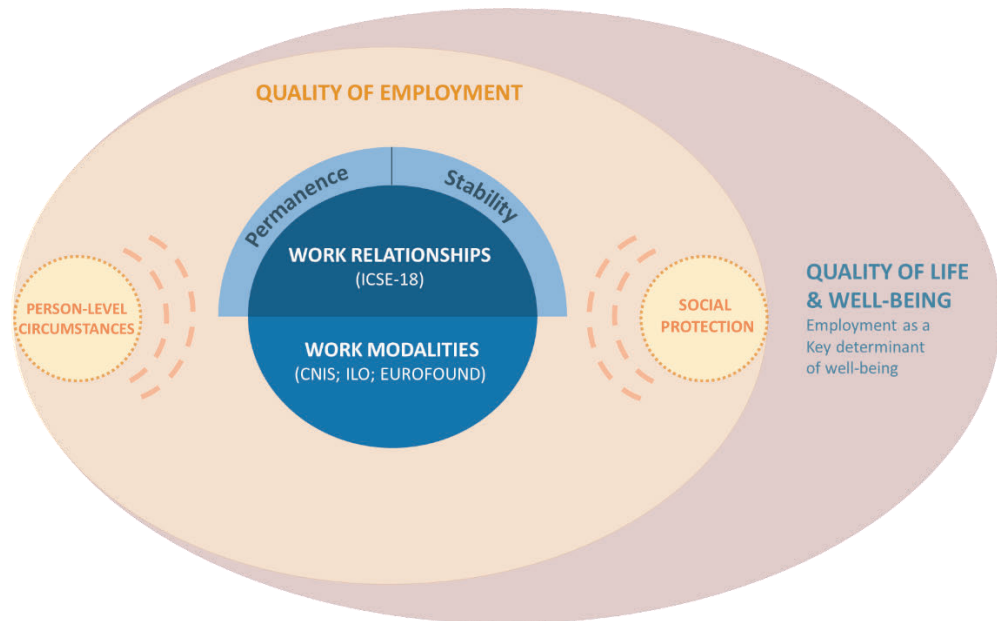 QUALITY OF EMPLOYMENT
Permanence
Stability
WORK RELATIONSHIPS
(ICSE-18)
WORK MODALITIES
(CNIS; ILO; EUROFOUND)
PERSON-LEVEL
CIRCUMSTANCES
SOCIAL
PROTECTION
QUALITY OF LIFE
& WELL-BEING
Employment as a
Key determinant
of well-being